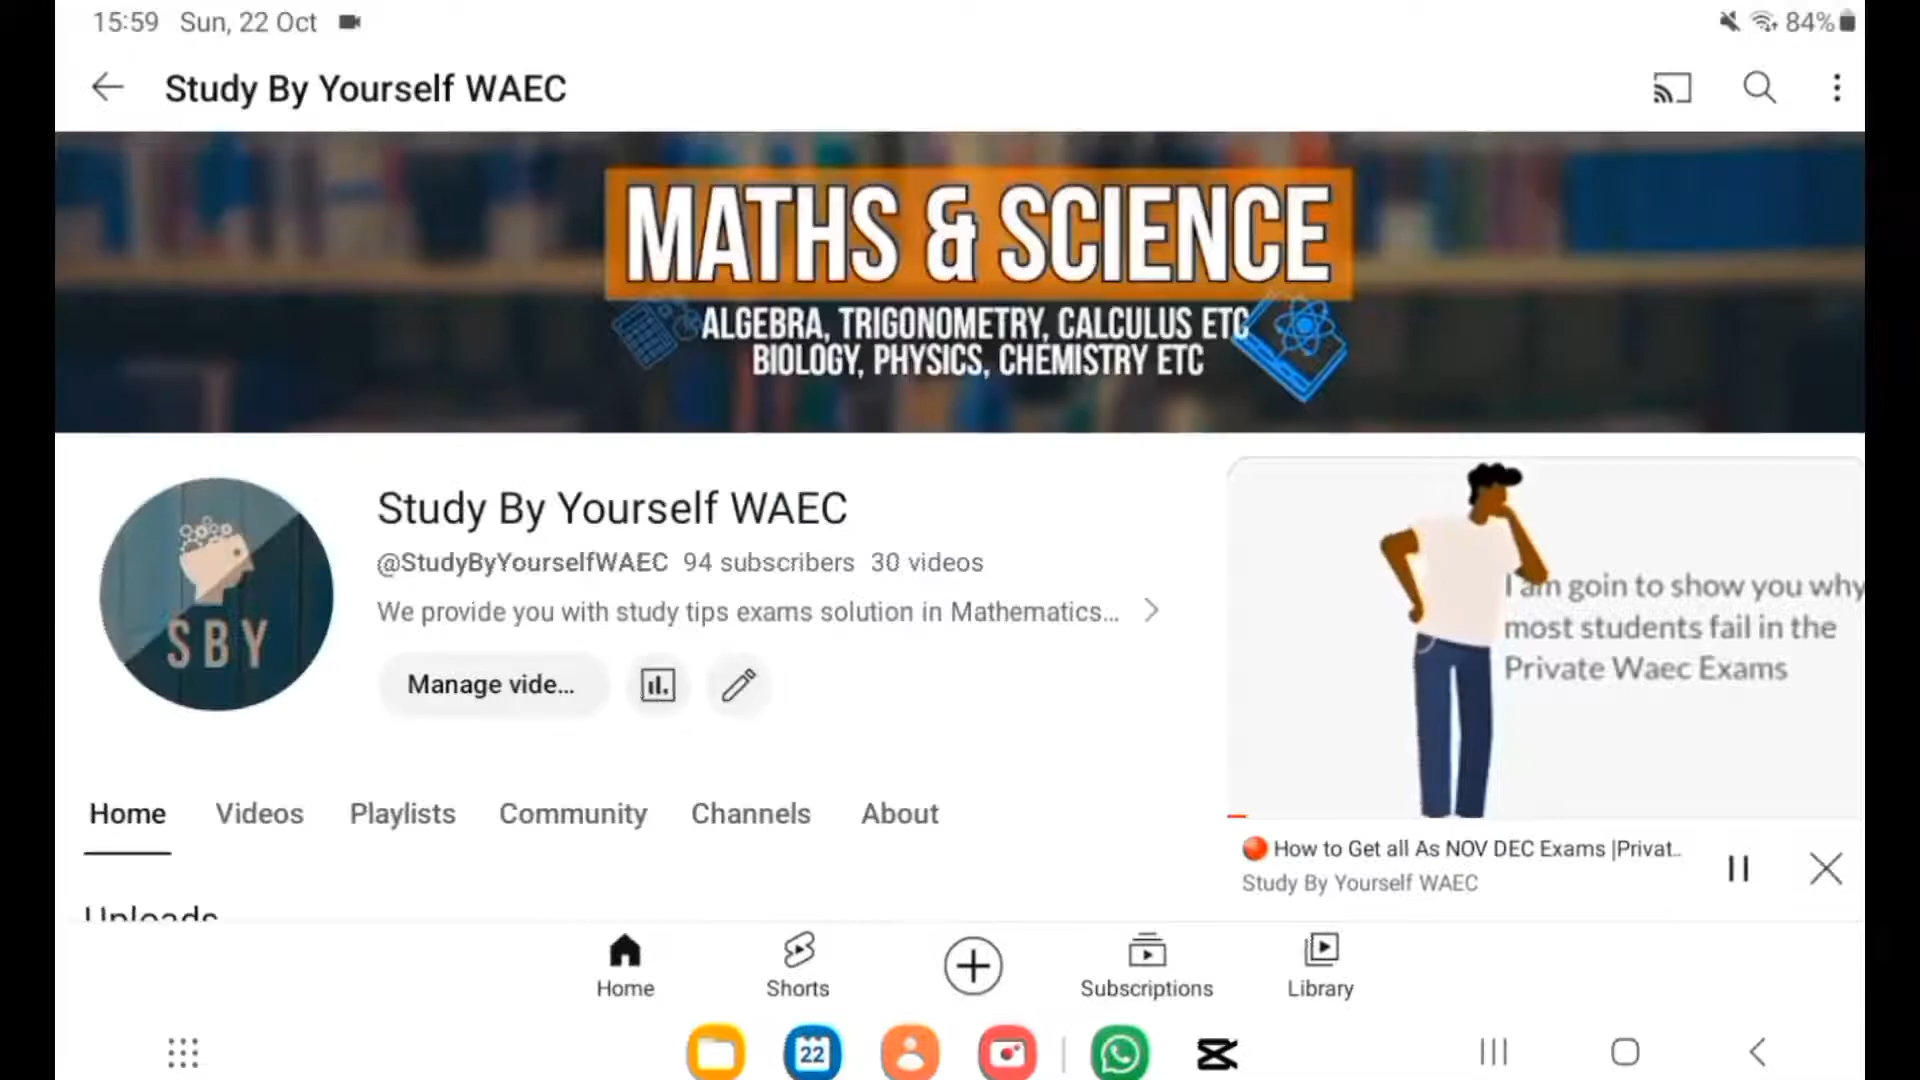 15:59 Sun, 22 Oct
84%
Study By Yourself WAEC
MATHS & SCIENCE
ALGEBRA, TRIGONOMETRY, CALCULUS ETC
BIOLOGY, PHYSICS, CHEMISTRY ETC
SBY
Study By Yourself WAEC
@StudyByYourselfWAEC 94 subscribers 30 videos
We provide you with study tips exams solution in Mathematics...
Manage vide...
I am goin to show you why
most students fail in the
Private Waec Exams
Home Videos Playlists Community Channels About
How to Get all As NOV DEC Exams |Privat..
Study By Yourself WAEC
Uploads
Home Shorts Subscriptions Library
22